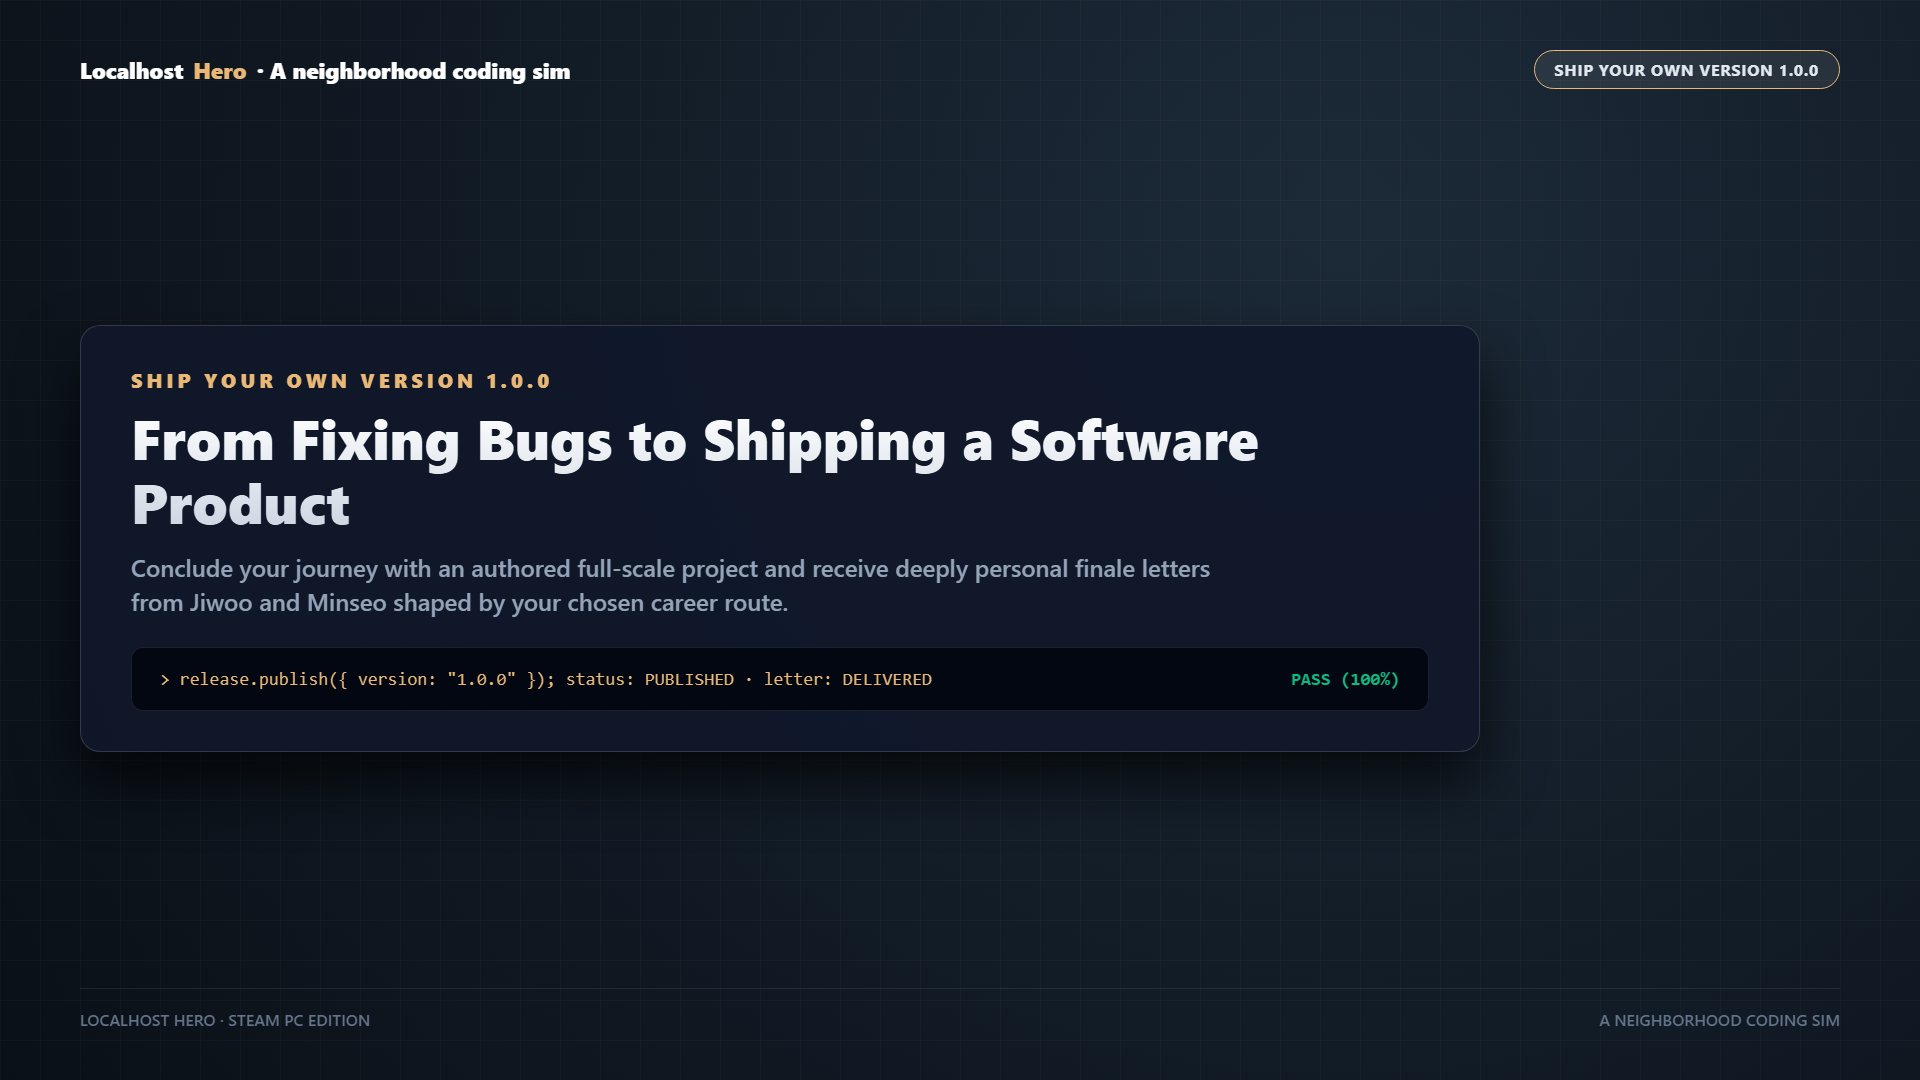 Localhost Hero · A neighborhood coding sim
SHIP YOUR OWN VERSION 1.0.0
SHIP YOUR OWN VERSION 1.0.0
From Fixing Bugs to Shipping a Software
Product
Conclude your journey with an authored full-scale project and receive deeply personal finale letters
from Jiwoo and Minseo shaped by your chosen career route.
> release.publish({ version: "1.0.0" }); status: PUBLISHED · letter: DELIVERED
PASS (100%)
LOCALHOST HERO · STEAM PC EDITION
A NEIGHBORHOOD CODING SIM